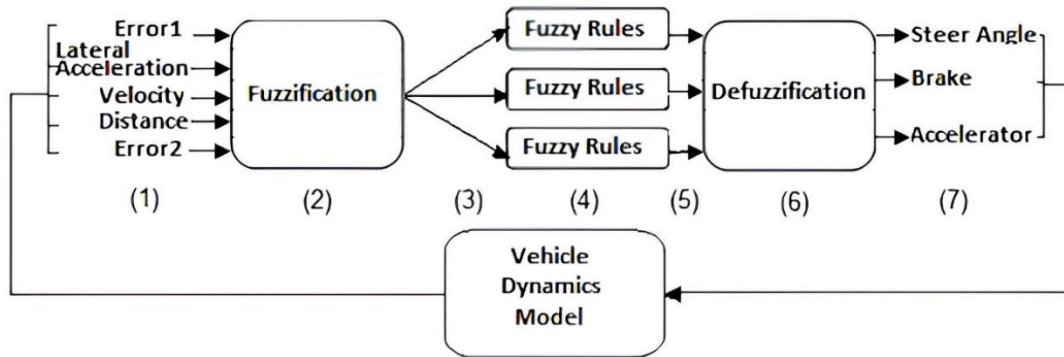 Error1
Lateral
Acceleration
Velocity
Distance
Error2
Fuzzification
Fuzzy Rules
Fuzzy Rules
Fuzzy Rules
Defuzzification
Steer Angle
Brake
Accelerator
(1)
(2)
(3)
(4)
(5)
(6)
(7)
Vehicle
Dynamics
Model